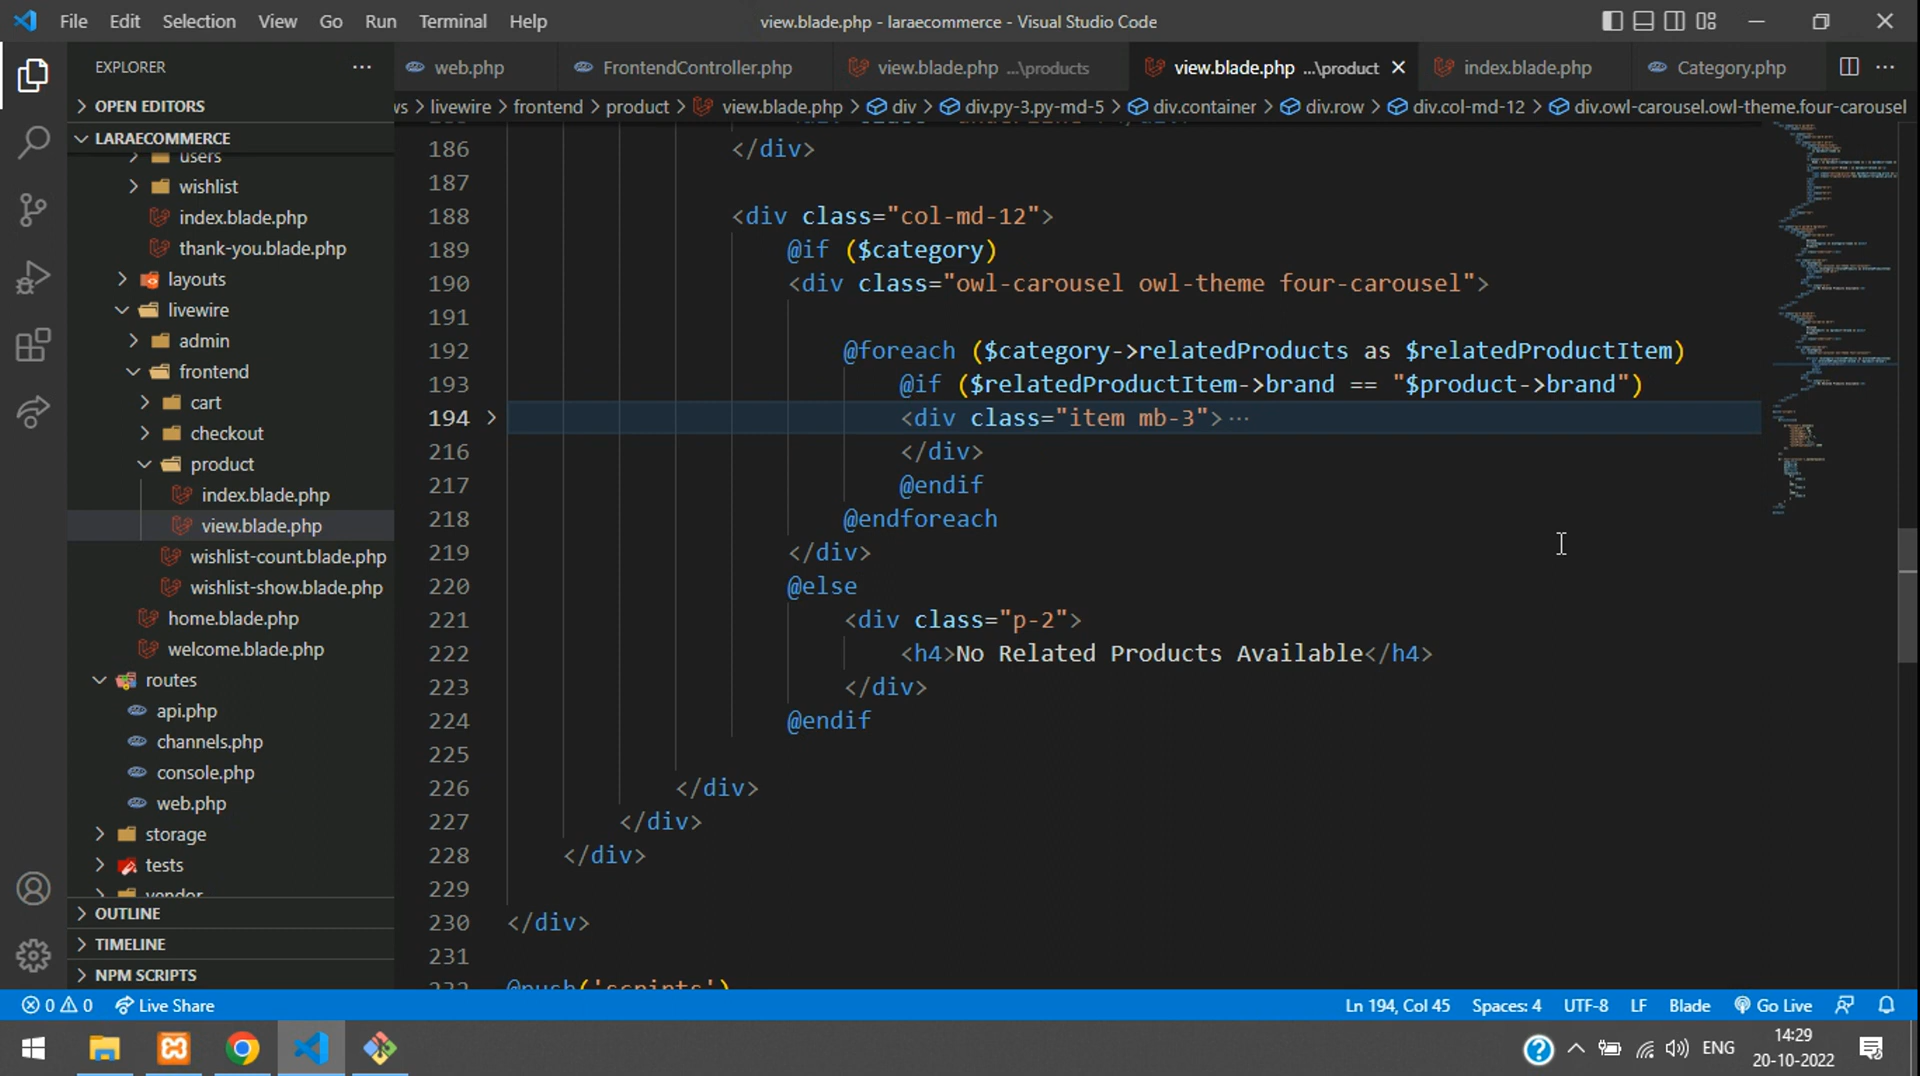 File Edit Selection View Go Run Terminal Help
view.blade.php - laraecommerce - Visual Studio Code
EXPLORER
web.php
FrontendController.php
view.blade.php ...\products
view.blade.php ...\product
index.blade.php
Category.php
OPEN EDITORS
ws > livewire > frontend > product > view.blade.php > div > div.py-3.py-md-5 > div.container > div.row > div.col-md-12 > div.owl-carousel.owl-theme.four-carousel
LARAECOMMERCE
users
wishlist
index.blade.php
thank-you.blade.php
layouts
livewire
admin
frontend
cart
checkout
product
index.blade.php
view.blade.php
wishlist-count.blade.php
wishlist-show.blade.php
home.blade.php
welcome.blade.php
routes
api.php
channels.php
console.php
web.php
storage
tests
vendor
OUTLINE
TIMELINE
NPM SCRIPTS
186 </div>
187
188 <div class="col-md-12">
189 @if ($category)
190 <div class="owl-carousel owl-theme four-carousel">
191
192 @foreach ($category->relatedProducts as $relatedProductItem)
193 @if ($relatedProductItem->brand == "$product->brand")
194 <div class="item mb-3"> ...
216 </div>
217 @endif
218 @endforeach
219 </div>
220 @else
221 <div class="p-2">
222 <h4>No Related Products Available</h4>
223 </div>
224 @endif
225
226 </div>
227 </div>
228 </div>
229
230 </div>
231
232 @push('scripts')
0 0 Live Share
Ln 194, Col 45 Spaces: 4 UTF-8 LF Blade Go Live
ENG
14:29
20-10-2022